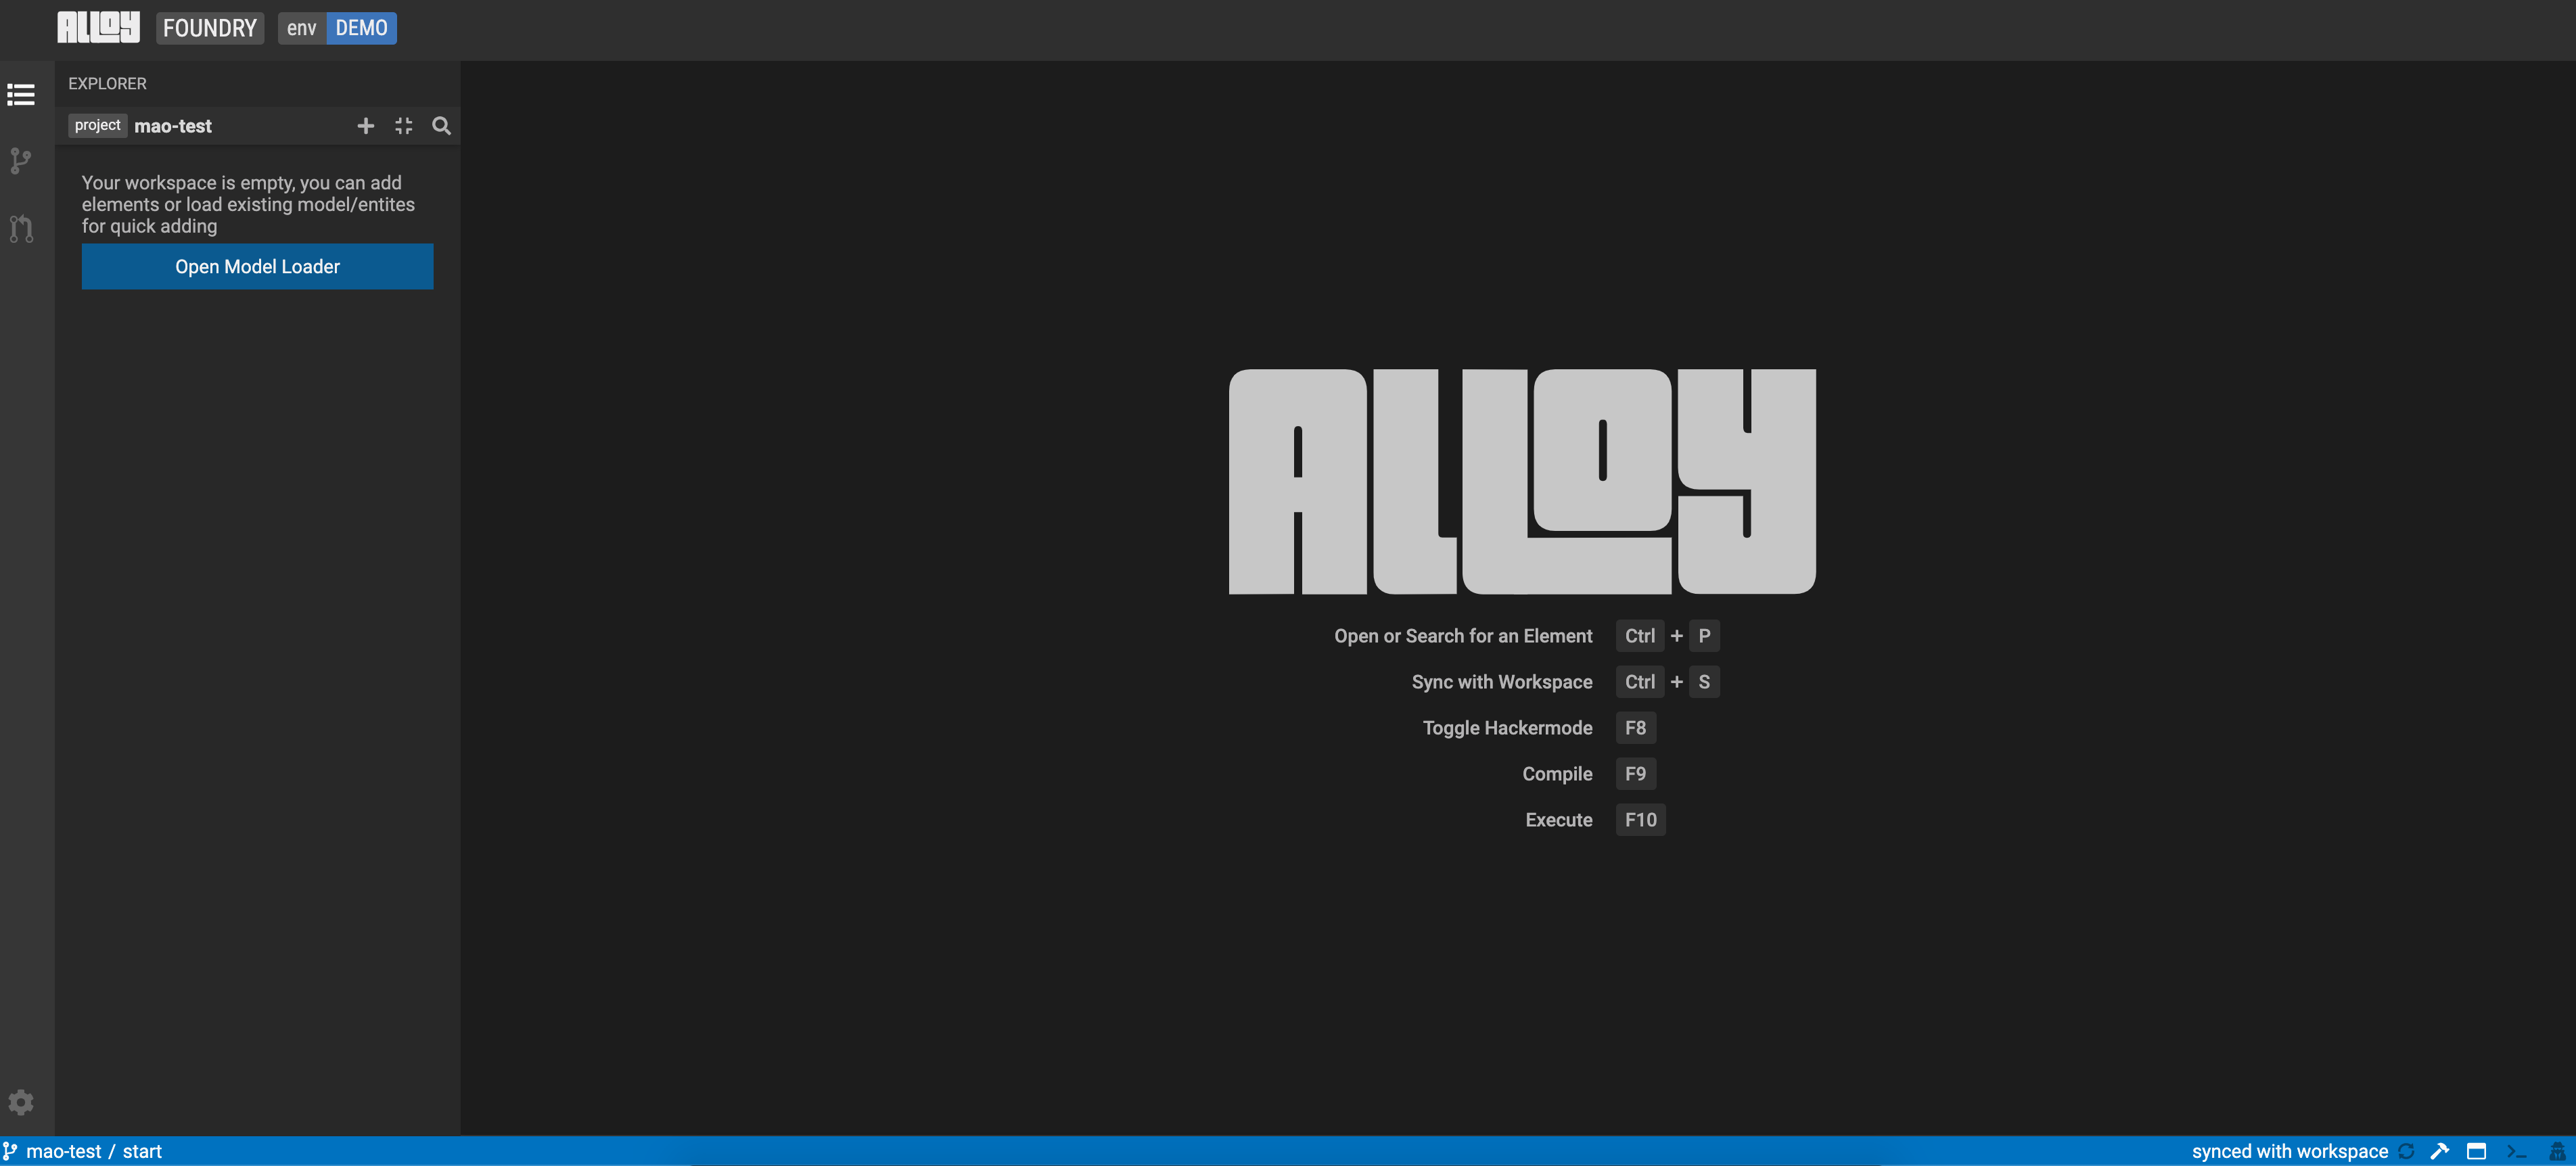 ALLOY FOUNDRY env DEMO
EXPLORER
project mao-test
Your workspace is empty, you can add
elements or load existing model/entites
for quick adding
Open Model Loader
ALLOY
Open or Search for an Element Ctrl + P
Sync with Workspace Ctrl + S
Toggle Hackermode F8
Compile F9
Execute F10
mao-test / start
synced with workspace